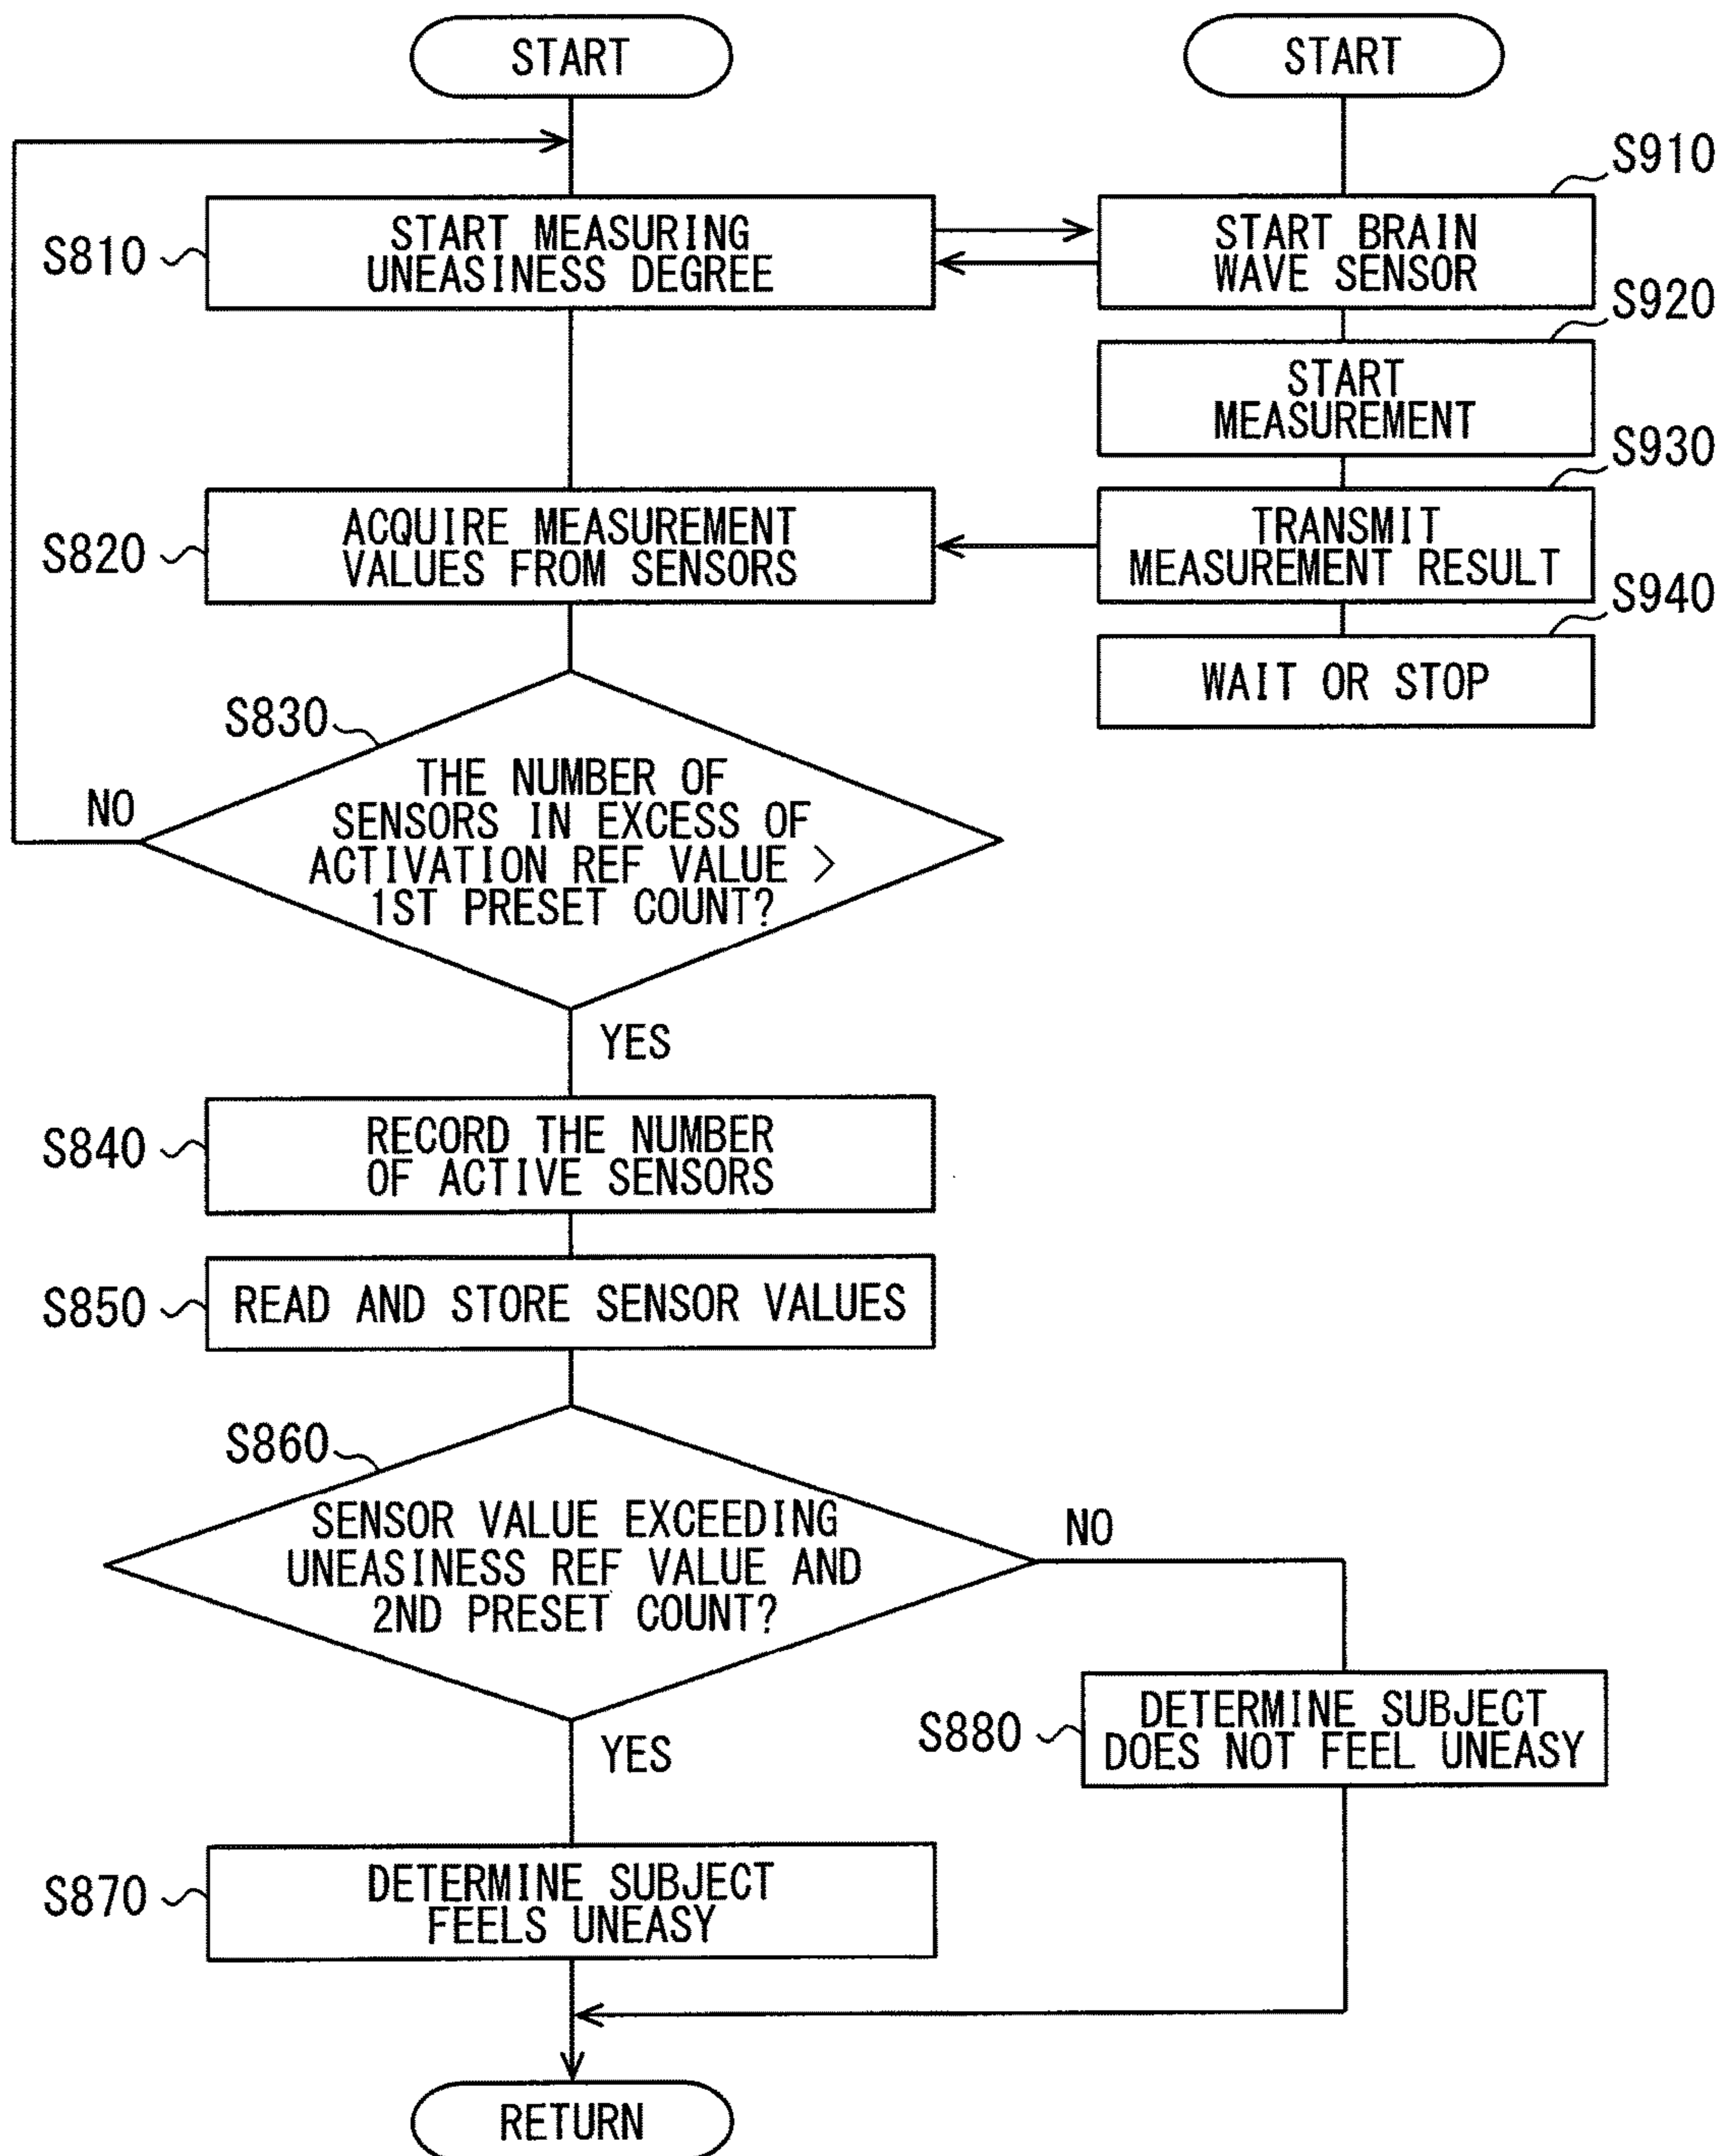 START
START
S910
S810
START MEASURING
UNEASINESS DEGREE
START BRAIN
WAVE SENSOR
S920
START
MEASUREMENT
S930
S820
ACQUIRE MEASUREMENT
VALUES FROM SENSORS
TRANSMIT
MEASUREMENT RESULT
S940
WAIT OR STOP
S830
NO
THE NUMBER OF
SENSORS IN EXCESS OF
ACTIVATION REF VALUE >
1ST PRESET COUNT?
YES
S840
RECORD THE NUMBER
OF ACTIVE SENSORS
S850
READ AND STORE SENSOR VALUES
S860
SENSOR VALUE EXCEEDING
UNEASINESS REF VALUE AND
2ND PRESET COUNT?
NO
YES
S880
DETERMINE SUBJECT
DOES NOT FEEL UNEASY
S870
DETERMINE SUBJECT
FEELS UNEASY
RETURN